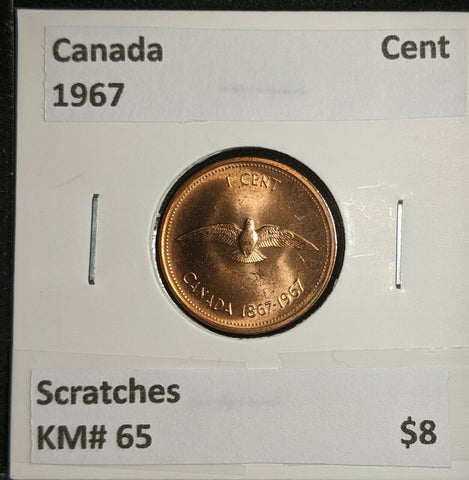 Canada Cent
1967
1 CENT
CANADA 1867-1967
Scratches
KM# 65 $8